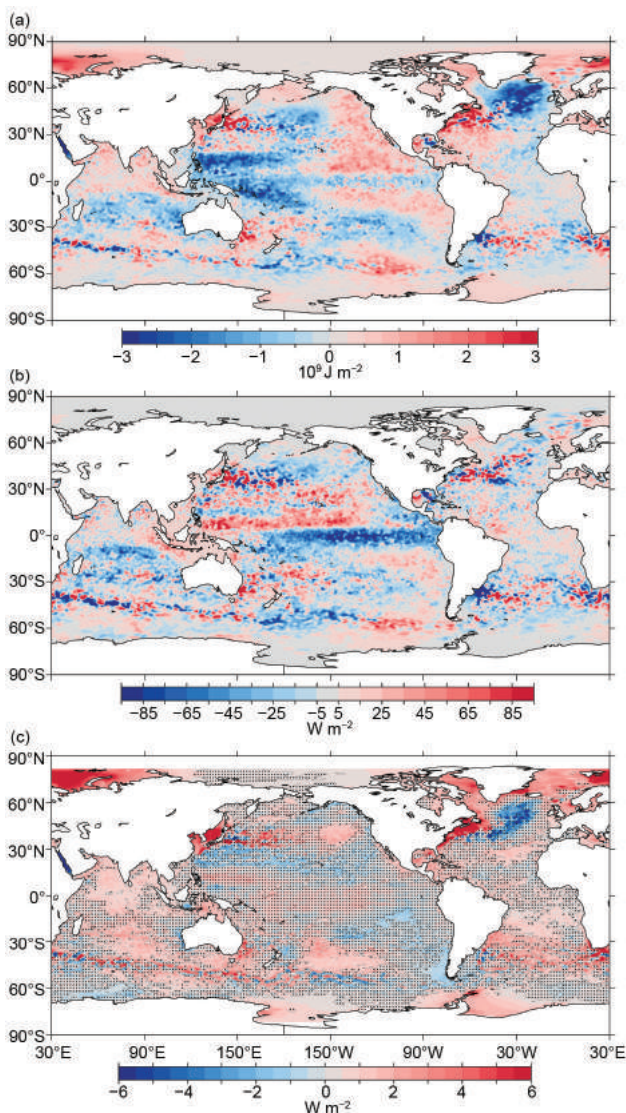 (a)
90°N
60°N
30°N
0°
30°S
60°S
90°S
−3 −2 −1 0 1 2 3
10⁹ J m⁻²
(b)
90°N
60°N
30°N
0°
30°S
60°S
90°S
−85 −65 −45 −25 −5 5 25 45 65 85
W m⁻²
(c)
90°N
60°N
30°N
0°
30°S
60°S
90°S
30°E 90°E 150°E 150°W 90°W 30°W 30°E
−6 −4 −2 0 2 4 6
W m⁻²